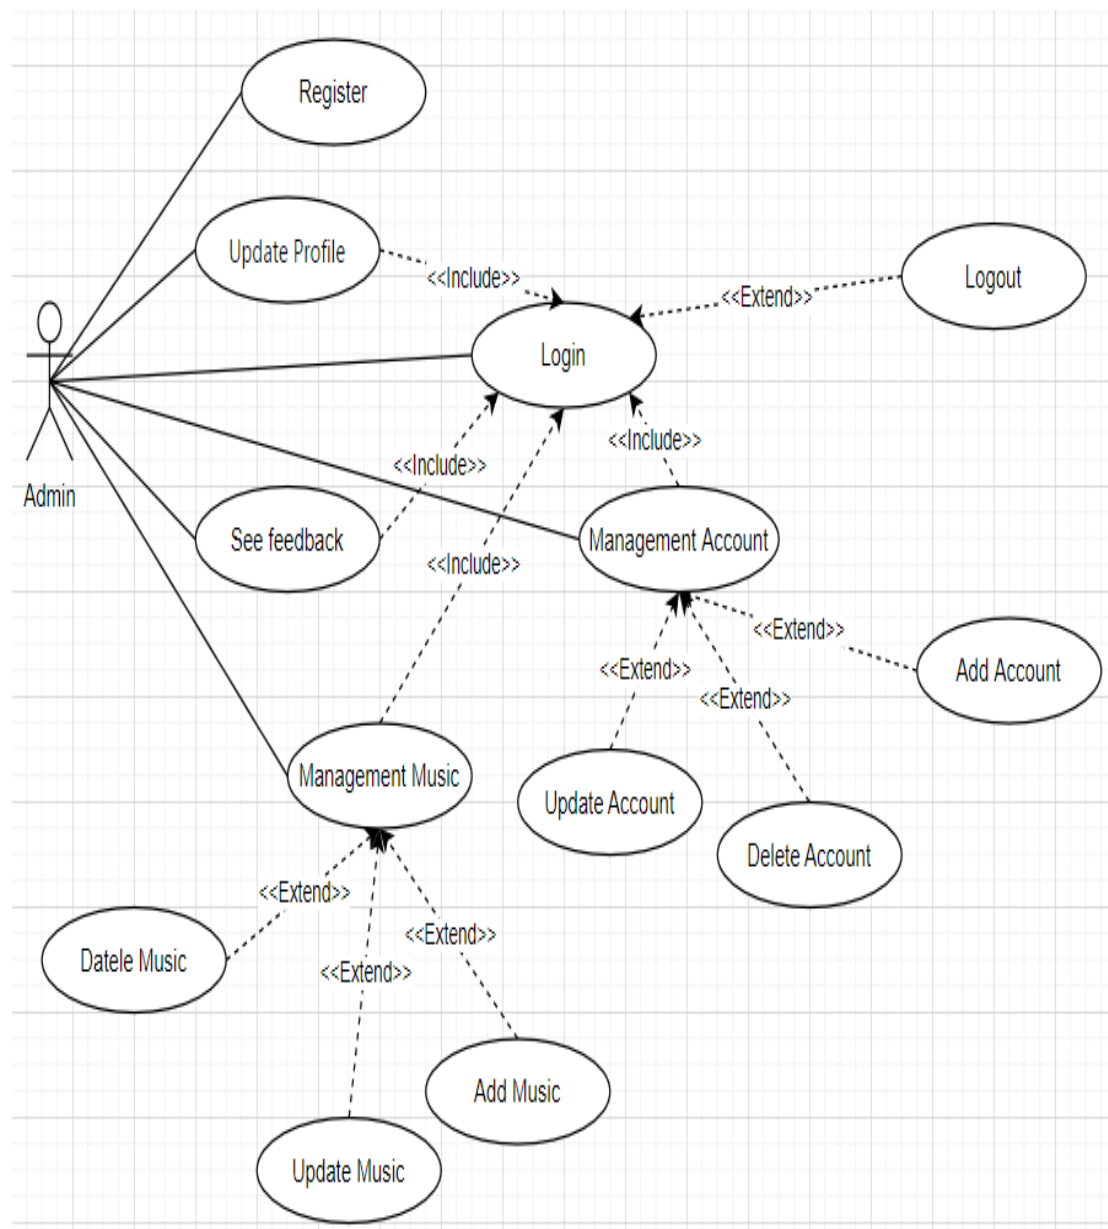 Register
Update Profile
<<Include>>
Logout
<<Extend>>
Login
<<Include>>
<<Include>>
Admin
See feedback
Management Account
<<Include>>
<<Extend>>
<<Extend>>
Add Account
<<Extend>>
Management Music
Update Account
Delete Account
<<Extend>>
<<Extend>>
Datele Music
<<Extend>>
Add Music
Update Music